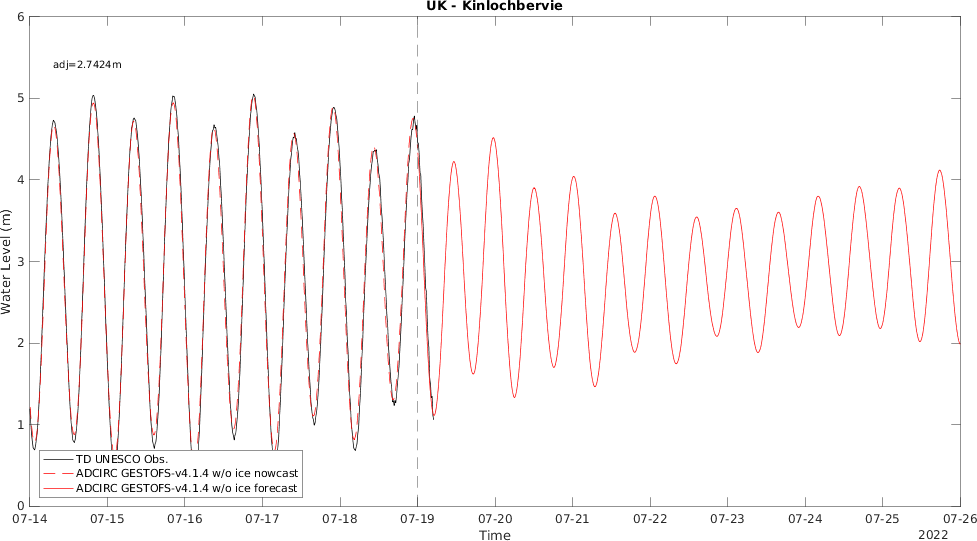 UK - Kinlochbervie
6
adj=2.7424m
5
4
3
2
1
0
Water Level (m)
TD UNESCO Obs.
ADCIRC GESTOFS-v4.1.4 w/o ice nowcast
ADCIRC GESTOFS-v4.1.4 w/o ice forecast
07-14 07-15 07-16 07-17 07-18 07-19 07-20 07-21 07-22 07-23 07-24 07-25 07-26
Time
2022